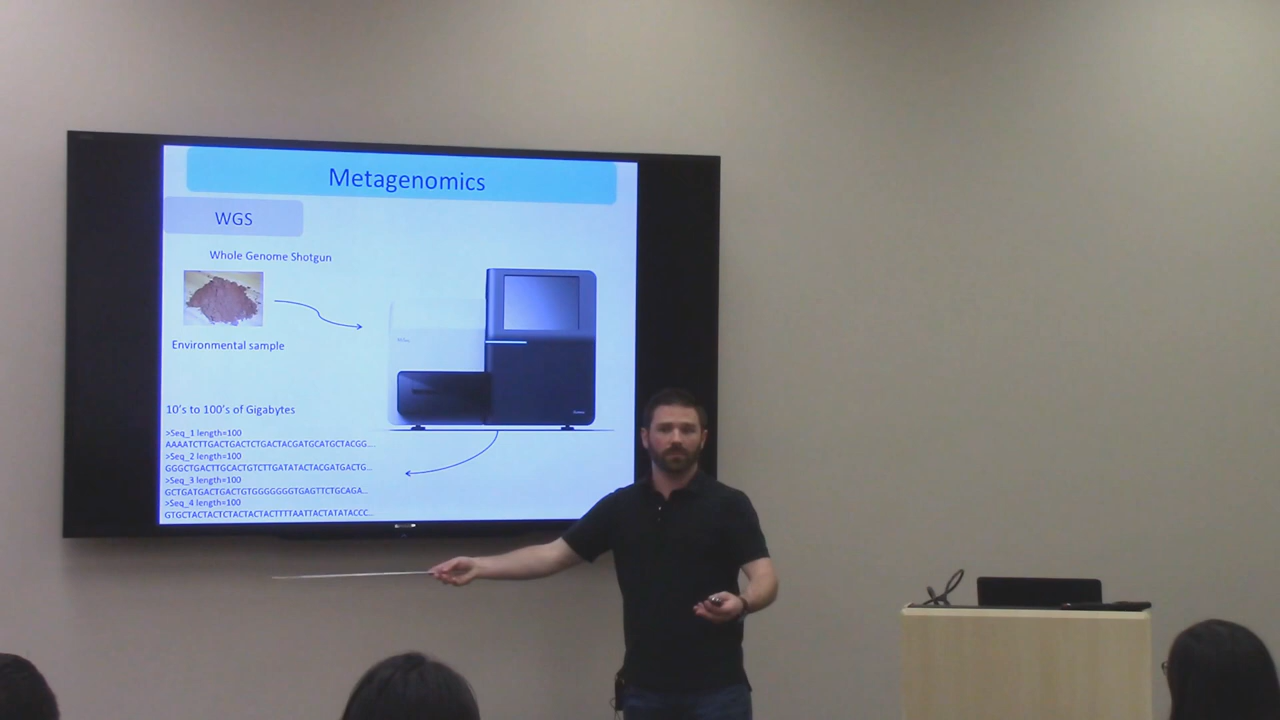 Metagenomics
WGS
Whole Genome Shotgun
Environmental sample
10's to 100's of Gigabytes
>Seq_1 length=100
AAAATCTTGACTGACTCTGACTACGATGCATGCTACGG....
>Seq_2 length=100
GGGCTGACTTGCACTGTCTTGATATACTACGATGACTG...
>Seq_3 length=100
GCTGATGACTGACTGTGGGGGGGTGAGTTCTGCAGA...
>Seq_4 length=100
GTGCTACTACTCTACTACTACTTTTAATTACTATATACCC...